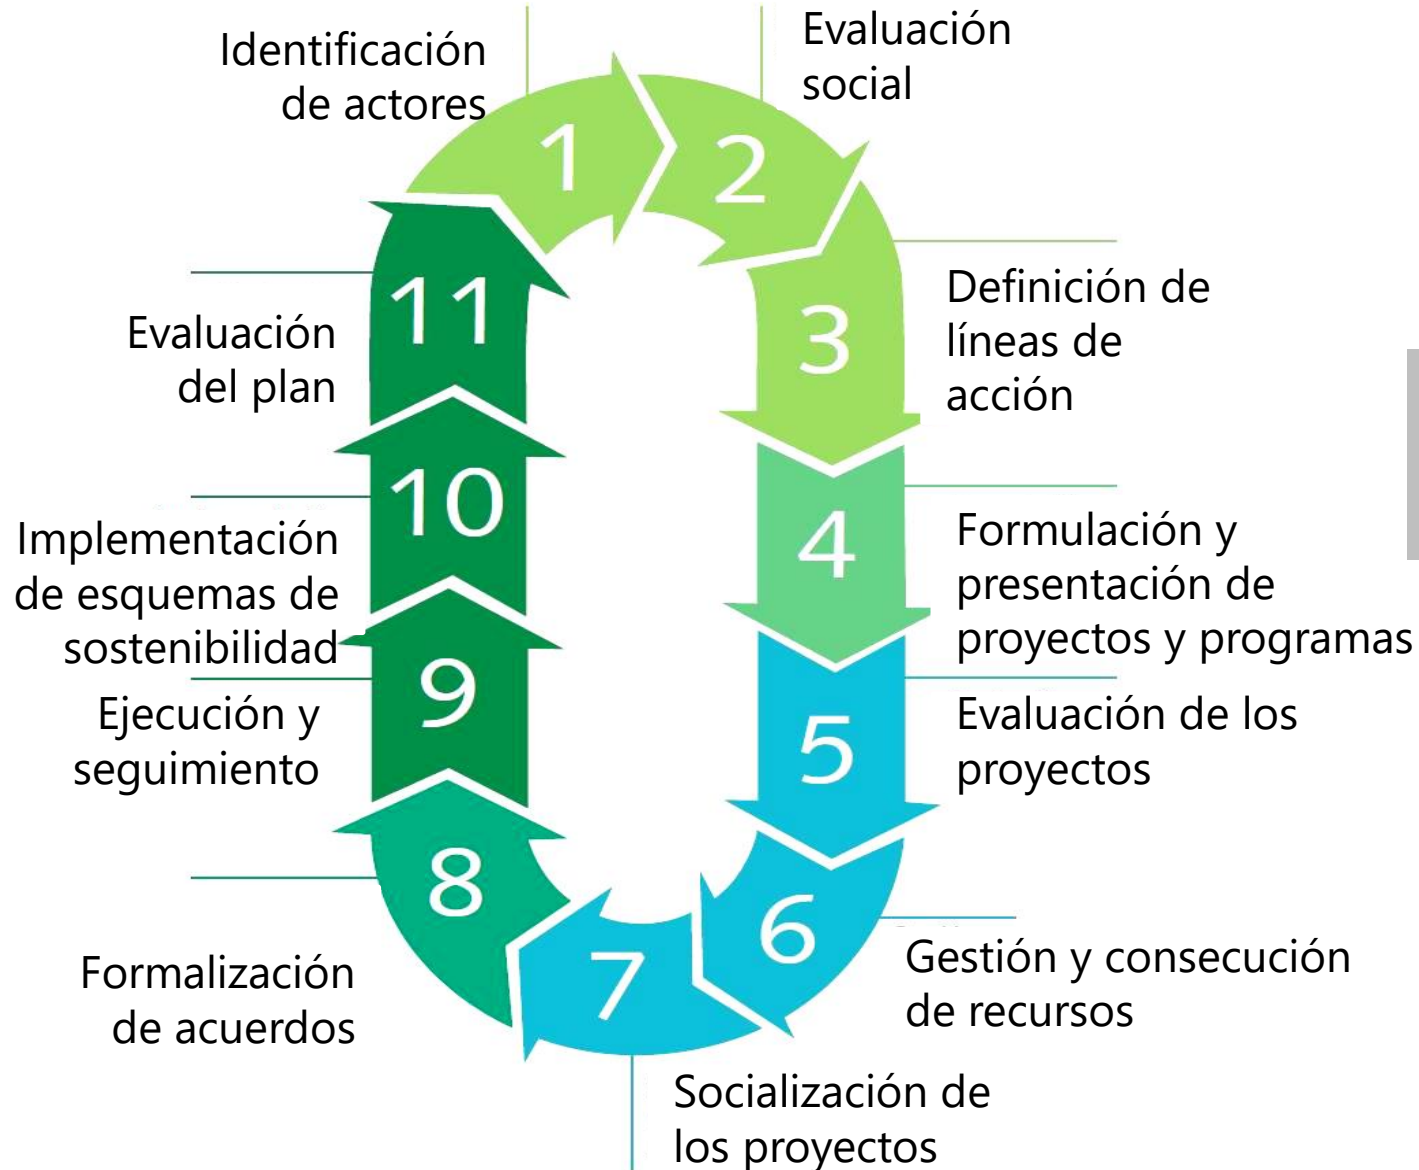 1
Identificación
de actores
2
Evaluación
social
3
Definición de
líneas de
acción
4
Formulación y
presentación de
proyectos y programas
5
Evaluación de los
proyectos
6
Gestión y consecución
de recursos
7
Socialización de
los proyectos
8
Formalización
de acuerdos
9
Ejecución y
seguimiento
10
Implementación
de esquemas de
sostenibilidad
11
Evaluación
del plan